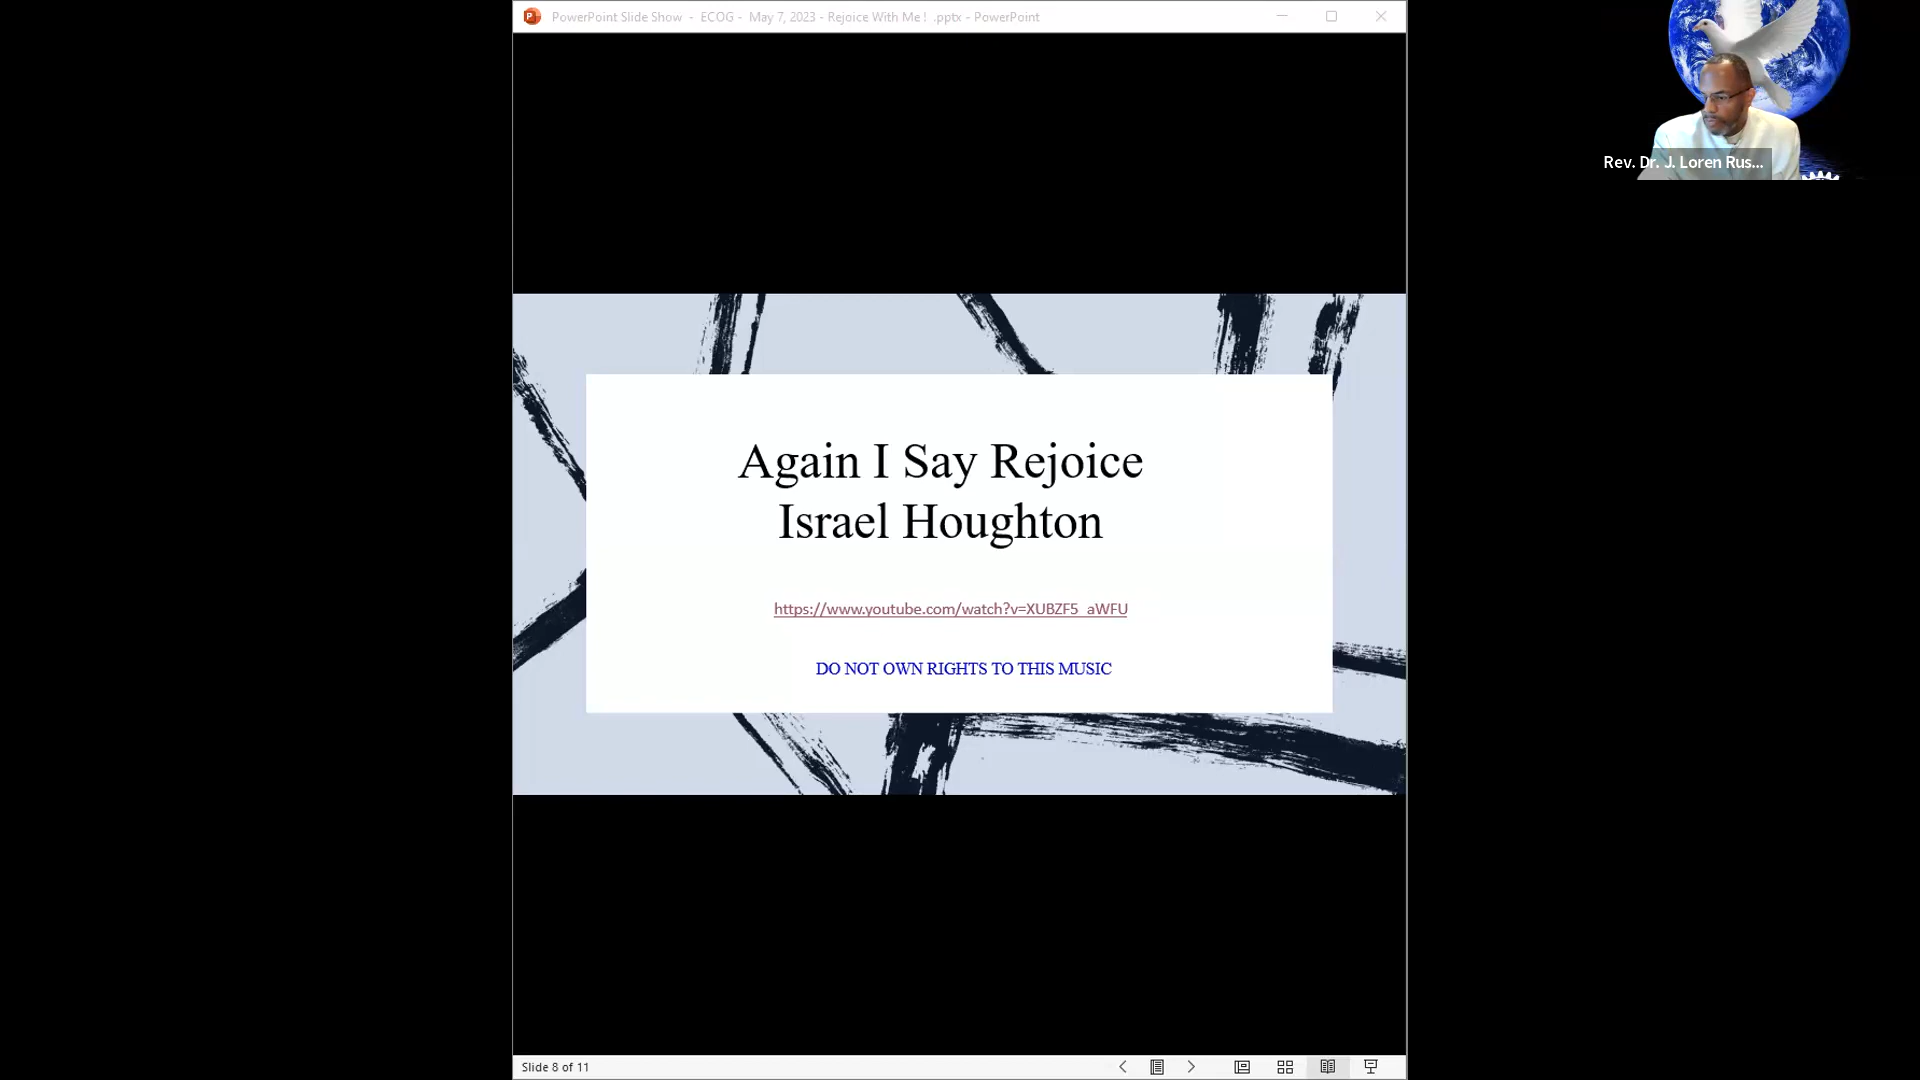 PowerPoint Slide Show - ECOG - May 7, 2023 - Rejoice With Me! .pptx - PowerPoint
Rev. Dr. J. Loren Rus...
Again I Say Rejoice
Israel Houghton
https://www.youtube.com/watch?v=XUBZF5_aWFU
DO NOT OWN RIGHTS TO THIS MUSIC
Slide 8 of 11